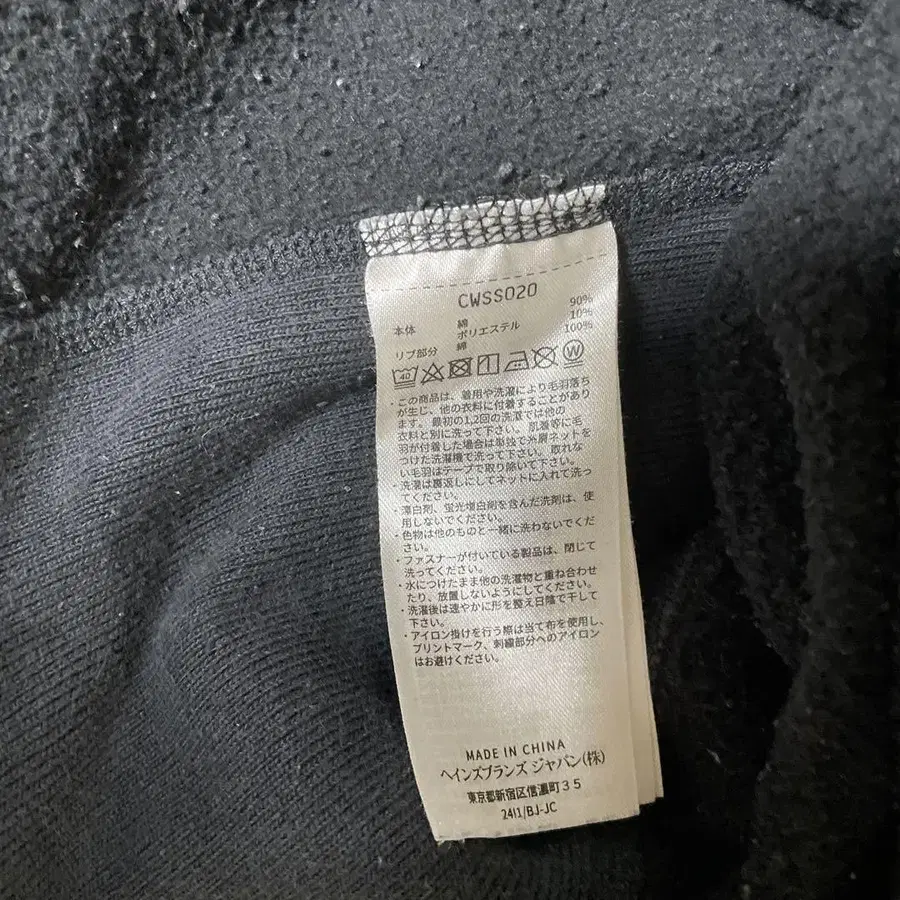 CWSS020
本体 綿 90%
ポリエステル 10%
リブ部分 綿 100%
40 W
・この商品は、着用や洗濯により毛羽落ち
が生じ、他の衣料に付着することがあり
ます。最初の1,2回の洗濯では他の
衣料と別に洗って下さい。肌着等に毛
羽が付着した場合は単独で糸屑ネットを
つけた洗濯機で洗って下さい。取れな
い毛羽はテープで取り除いて下さい。
・洗濯は裏返しにしてネットに入れて洗っ
てください。
・漂白剤、蛍光増白剤を含んだ洗剤は、使
用しないでください。
・色物は他のものと一緒に洗わないでくだ
さい。
・ファスナーが付いている製品は、閉じて
洗ってください。
・水につけたまま他の洗濯物と重ね合わせ
たり、放置しないようにしてください。
・洗濯後は速やかに形を整え日陰で干して
下さい。
・アイロン掛けを行う際は当て布を使用し、
プリントマーク、刺繍部分へのアイロン
はお避けください。
MADE IN CHINA
ヘインズブランズ ジャパン(株)
東京都新宿区信濃町35
2411/BJ-JC